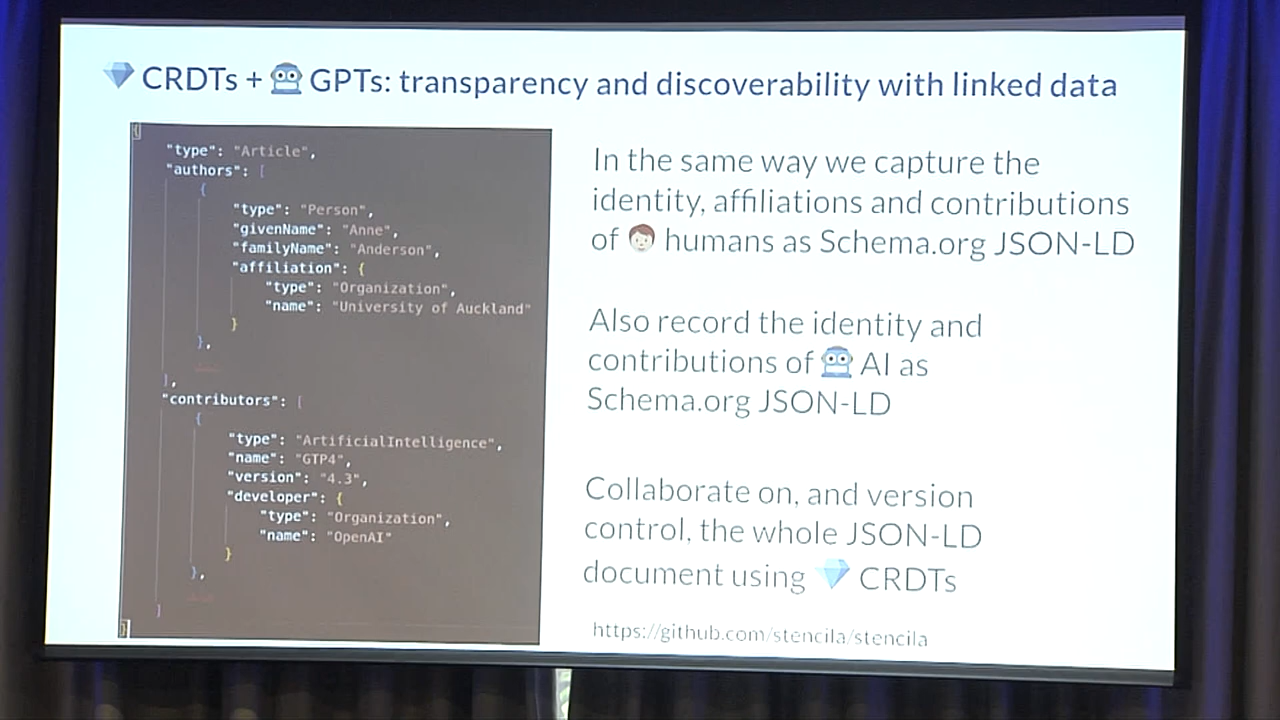 💎 CRDTs + 🤖 GPTs: transparency and discoverability with linked data
{
"type": "Article",
"authors": [
{
"type": "Person",
"givenName": "Anne",
"familyName": "Anderson",
"affiliation": {
"type": "Organization",
"name": "University of Auckland"
}
},
],
"contributors": [
{
"type": "ArtificialIntelligence",
"name": "GTP4",
"version": "4.3",
"developer": {
"type": "Organization",
"name": "OpenAI"
}
},
]
}
In the same way we capture the
identity, affiliations and contributions
of 👩 humans as Schema.org JSON-LD
Also record the identity and
contributions of 🤖 AI as
Schema.org JSON-LD
Collaborate on, and version
control, the whole JSON-LD
document using 💎 CRDTs
https://github.com/stencila/stencila